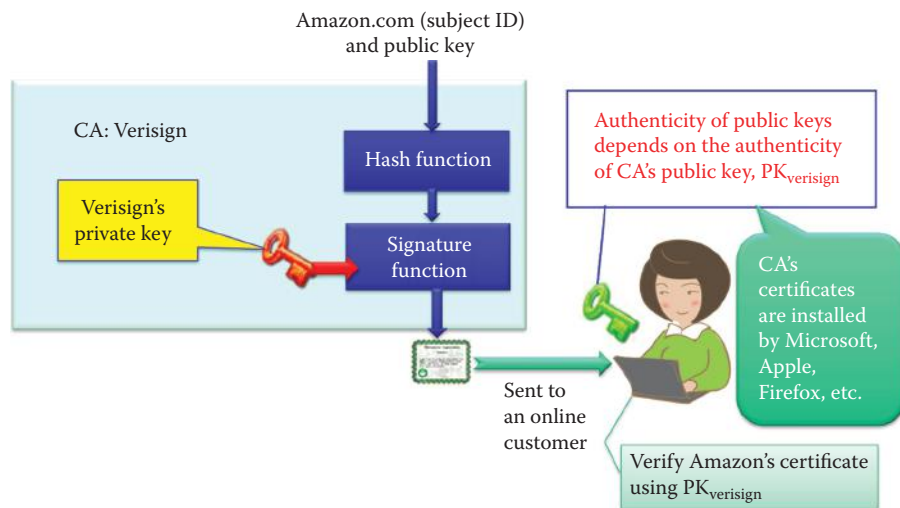 Amazon.com (subject ID)
and public key
CA: Verisign
Hash function
Verisign's
private key
Signature
function
Authenticity of public keys
depends on the authenticity
of CA's public key, PKverisign
CA's
certificates
are installed
by Microsoft,
Apple,
Firefox, etc.
Sent to
an online
customer
Verify Amazon's certificate
using PKverisign